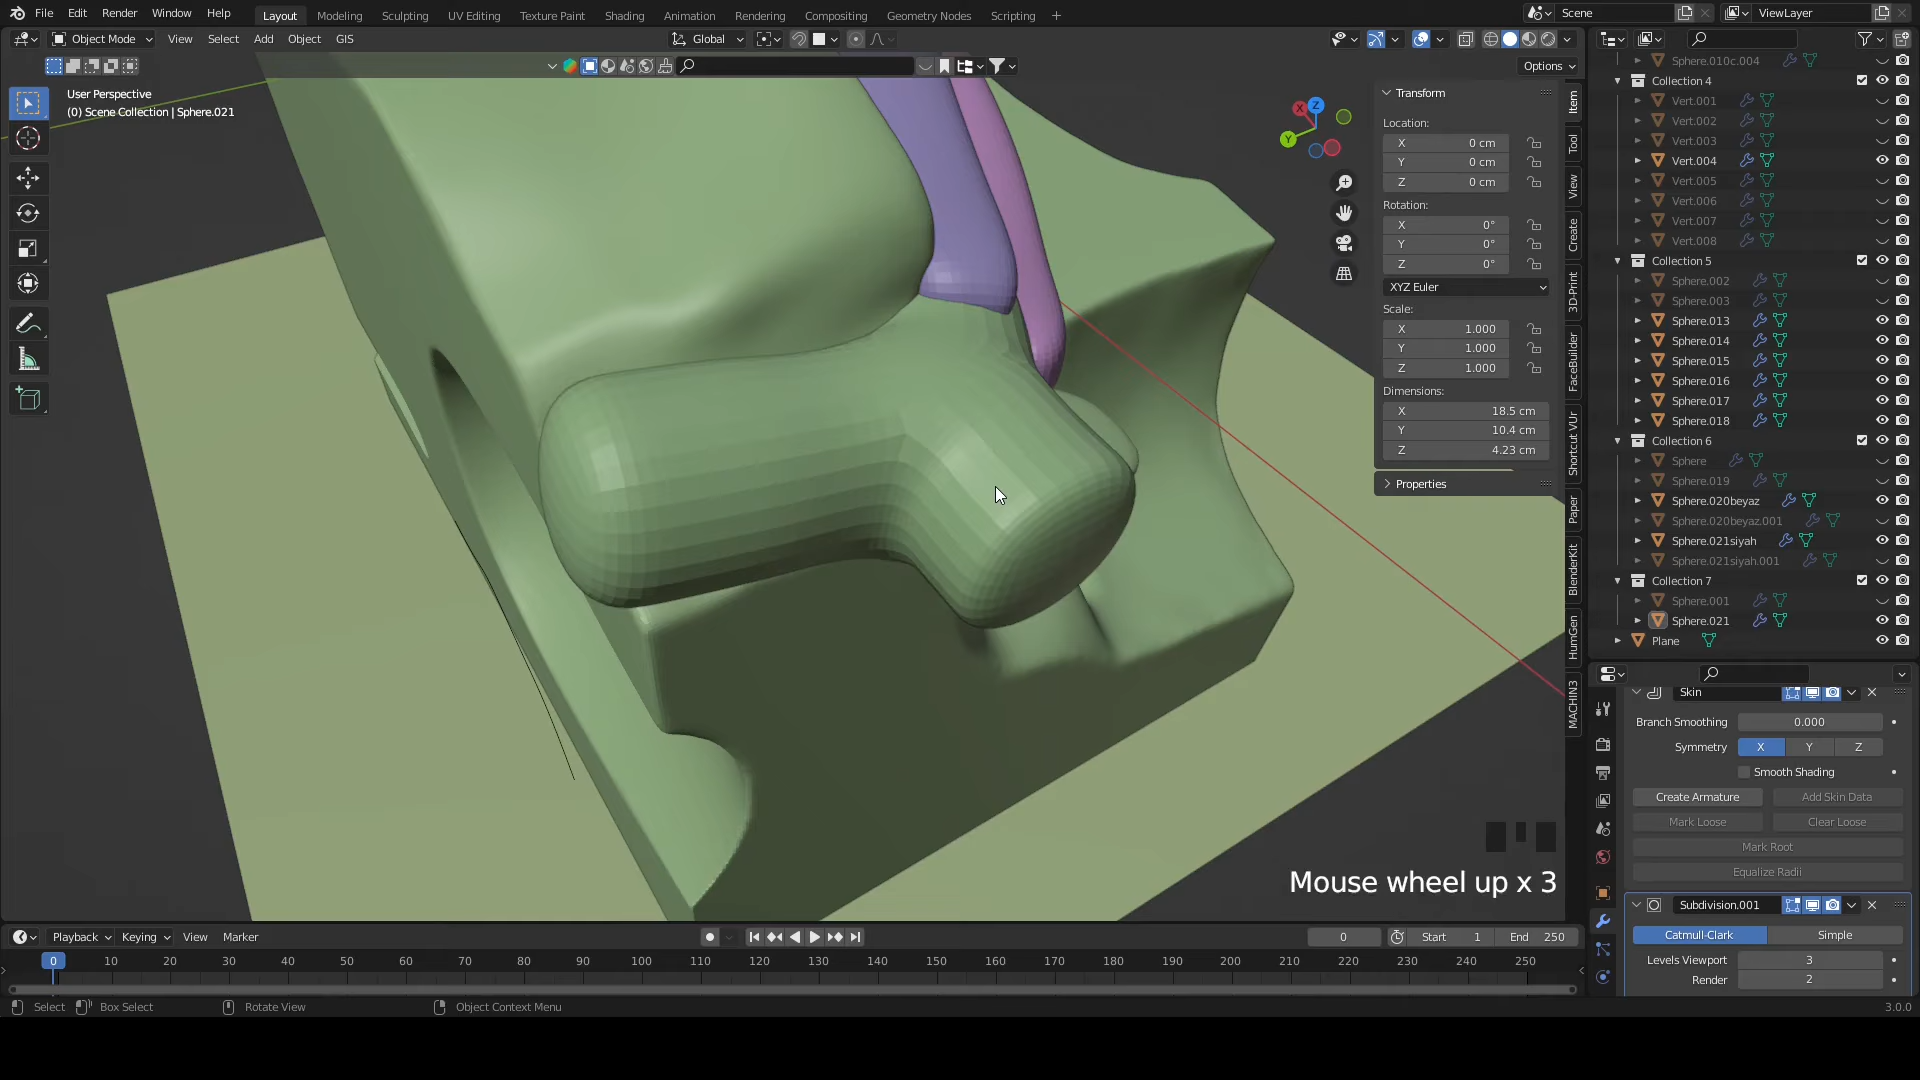 File Edit Render Window Help Layout Modeling Sculpting UV Editing Texture Paint Shading Animation Rendering Compositing Geometry Nodes Scripting + Scene ViewLayer
Object Mode View Select Add Object GIS Global
Options
User Perspective
(0) Scene Collection | Sphere.021
Z
X
Y
Transform
Location:
X 0 cm
Y 0 cm
Z 0 cm
Rotation:
X 0°
Y 0°
Z 0°
XYZ Euler
Scale:
X 1.000
Y 1.000
Z 1.000
Dimensions:
X 18.5 cm
Y 10.4 cm
Z 4.23 cm
Properties
Item
Tool
View
Create
3D-Print
FaceBuilder
Shortcut VUr
Paper
BlenderKit
HumGen
MACHIN3
Sphere.010c.004
Collection 4
Vert.001
Vert.002
Vert.003
Vert.004
Vert.005
Vert.006
Vert.007
Vert.008
Collection 5
Sphere.002
Sphere.003
Sphere.013
Sphere.014
Sphere.015
Sphere.016
Sphere.017
Sphere.018
Collection 6
Sphere
Sphere.019
Sphere.020beyaz
Sphere.020beyaz.001
Sphere.021siyah
Sphere.021siyah.001
Collection 7
Sphere.001
Sphere.021
Plane
Skin
Branch Smoothing 0.000
Symmetry X Y Z
Smooth Shading
Create Armature Add Skin Data
Mark Loose Clear Loose
Mark Root
Equalize Radii
Subdivision.001
Catmull-Clark Simple
Levels Viewport 3
Render 2
Mouse wheel up x 3
Playback Keying View Marker 0 Start 1 End 250
0 10 20 30 40 50 60 70 80 90 100 110 120 130 140 150 160 170 180 190 200 210 220 230 240 250
Select Box Select Rotate View Object Context Menu 3.0.0